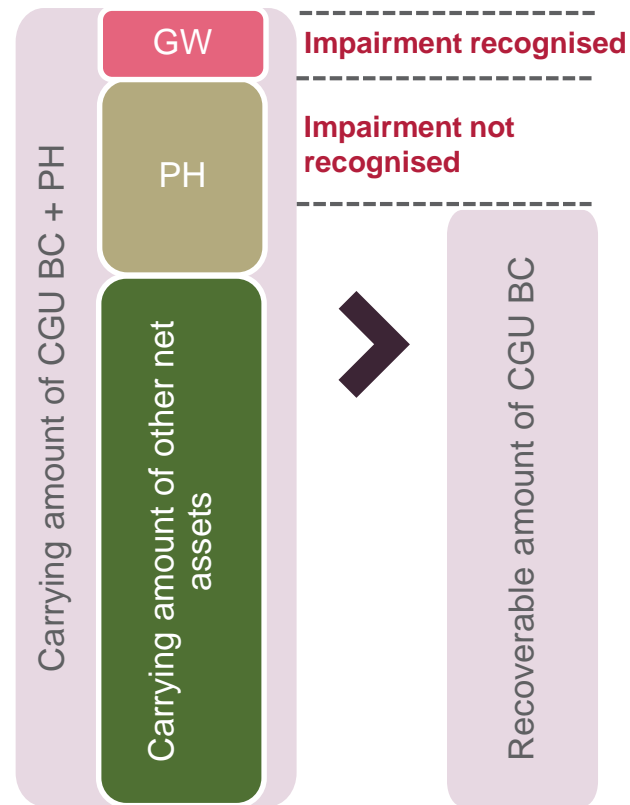 Carrying amount of CGU BC + PH
GW
PH
Carrying amount of other net
assets
Impairment recognised
Impairment not
recognised
Recoverable amount of CGU BC